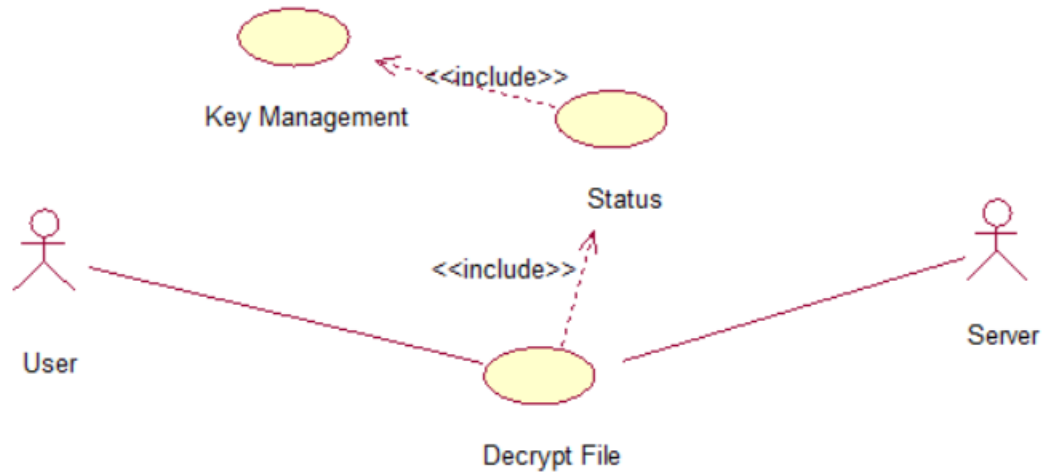 <<include>>
Key Management
Status
<<include>>
User
Server
Decrypt File